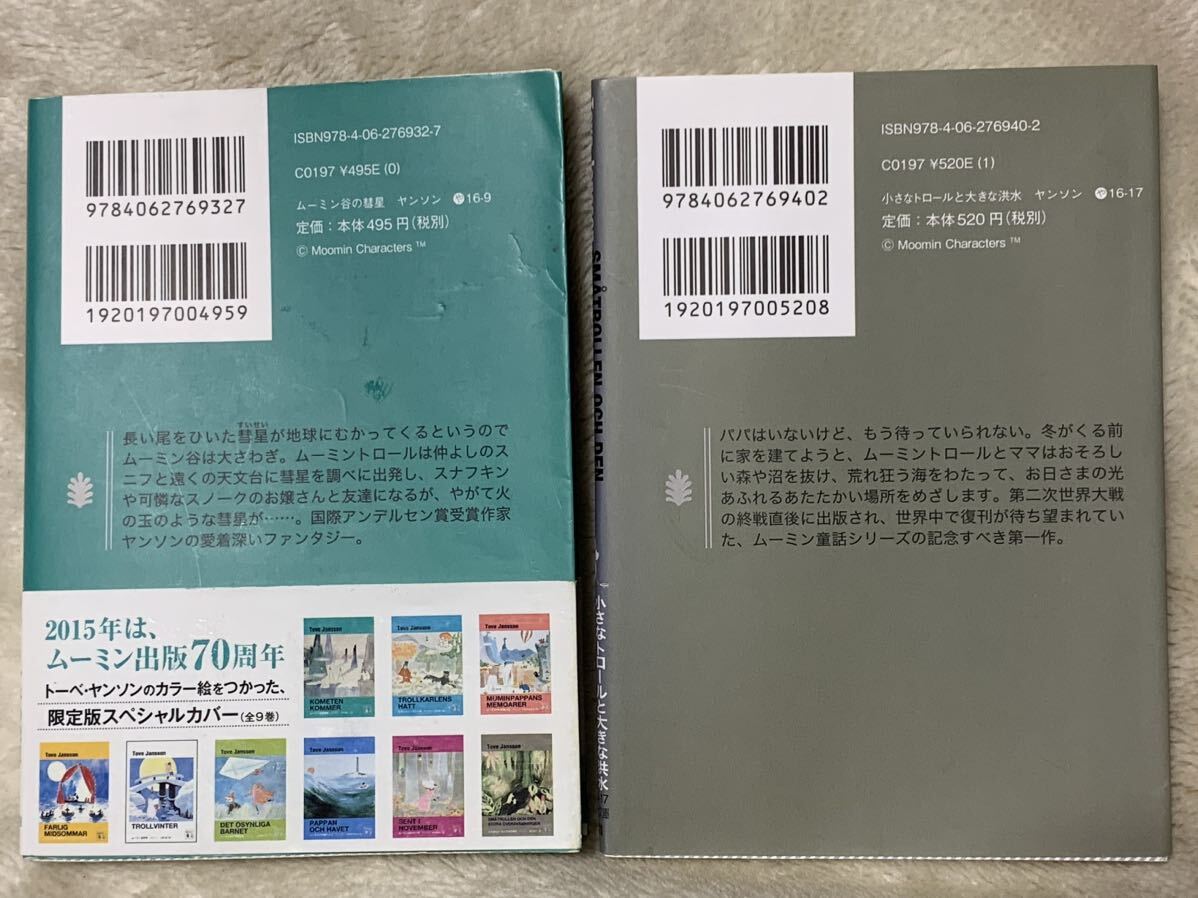 ISBN978-4-06-276932-7
C0197 ¥495E (0)
ムーミン谷の彗星 ヤンソン や 16-9
定価：本体495円（税別）
© Moomin Characters ™
9784062769327
1920197004959
すいせい
長い尾をひいた彗星が地球にむかってくるというので
ムーミン谷は大さわぎ。ムーミントロールは仲よしのス
ニフと遠くの天文台に彗星を調べに出発し、スナフキン
や可憐なスノークのお嬢さんと友達になるが、やがて火
の玉のような彗星が……。国際アンデルセン賞受賞作家
ヤンソンの愛着深いファンタジー。
2015年は、
ムーミン出版70周年
トーベ・ヤンソンのカラー絵をつかった、
限定版スペシャルカバー（全9巻）
Tove Jansson
KOMETEN
KOMMER
Tove Jansson
TROLLKARLENS
HATT
Tove Jansson
MUMINPAPPANS
MEMOARER
Tove Jansson
FARLIG
MIDSOMMAR
Tove Jansson
TROLLVINTER
Tove Jansson
DET OSYNLIGA
BARNET
Tove Jansson
PAPPAN
OCH HAVET
Tove Jansson
SENT I
NOVEMBER
Tove Jansson
SMÅTROLLEN OCH DEN
小さなトロールと大きな洪水
ISBN978-4-06-276940-2
C0197 ¥520E (1)
小さなトロールと大きな洪水 ヤンソン や 16-17
定価：本体520円（税別）
© Moomin Characters ™
9784062769402
1920197005208
パパはいないけど、もう待っていられない。冬がくる前
に家を建てようと、ムーミントロールとママはおそろし
い森や沼を抜け、荒れ狂う海をわたって、お日さまの光
あふれるあたたかい場所をめざします。第二次世界大戦
の終戦直後に出版され、世界中で復刊が待ち望まれてい
た、ムーミン童話シリーズの記念すべき第一作。